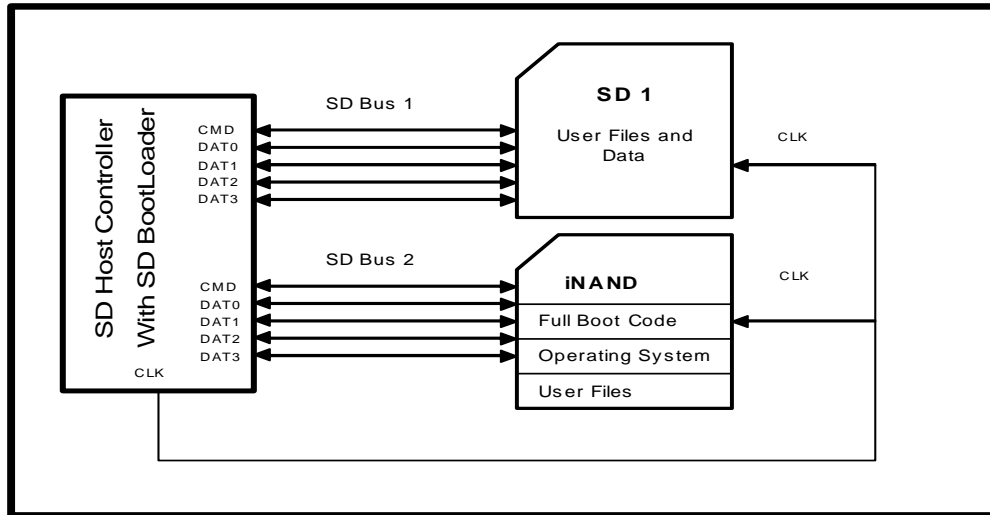 SD Host Controller
With SD BootLoader
SD Bus 1
CMD
DAT0
DAT1
DAT2
DAT3
SD 1
User Files and
Data
CLK
SD Bus 2
CMD
DAT0
DAT1
DAT2
DAT3
CLK
iNAND
Full Boot Code
Operating System
User Files
CLK